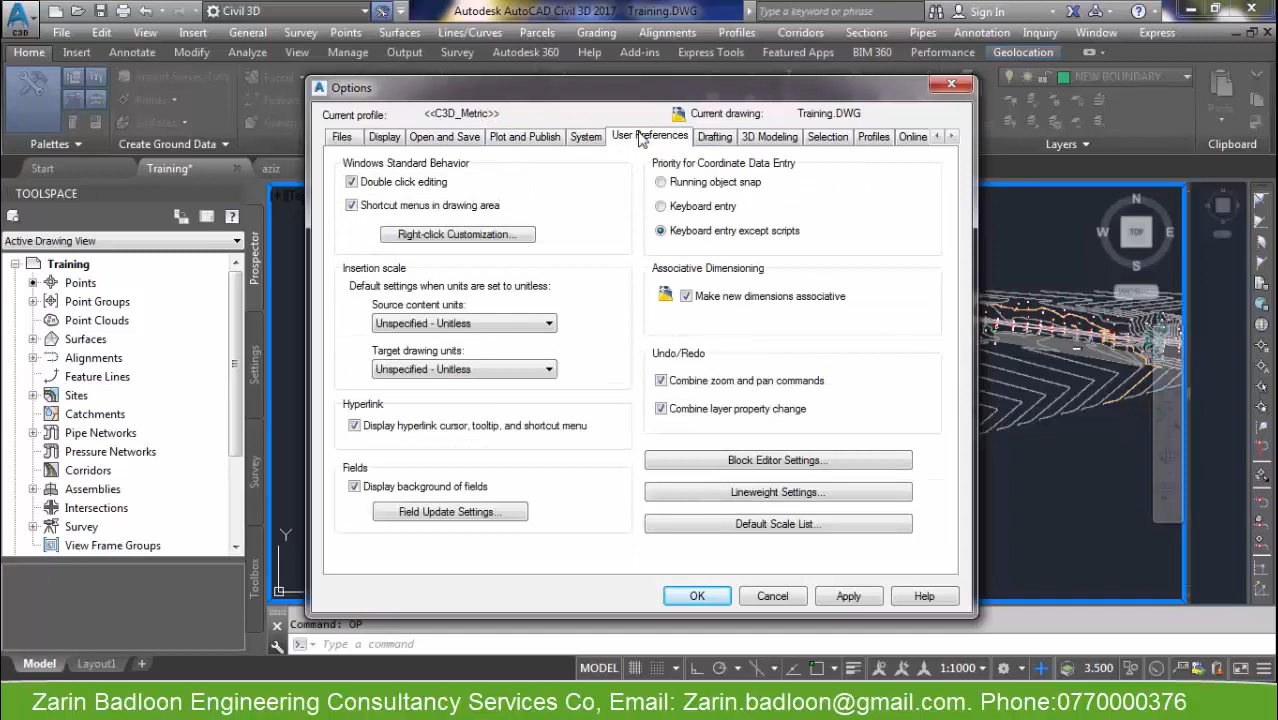 Civil 3D
Autodesk AutoCAD Civil 3D 2017 Training.DWG
Type a keyword or phrase
Sign In
C3D
File Edit View Insert General Survey Points Surfaces Lines/Curves Parcels Grading Alignments Profiles Corridors Sections Pipes Annotation Inquiry Window Express
Home Insert Annotate Modify Analyze View Manage Output Survey Autodesk 360 Help Add-ins Express Tools Featured Apps BIM 360 Performance Geolocation
NEW BOUNDARY
Palettes
Create Ground Data
Layers
Clipboard
Start
Training*
aziz
TOOLSPACE
Active Drawing View
Training
Points
Point Groups
Point Clouds
Surfaces
Alignments
Feature Lines
Sites
Catchments
Pipe Networks
Pressure Networks
Corridors
Assemblies
Intersections
Survey
View Frame Groups
Prospector
Settings
Survey
Toolbox
Options
Current profile: <<C3D_Metric>>
Current drawing: Training.DWG
Files Display Open and Save Plot and Publish System User Preferences Drafting 3D Modeling Selection Profiles Online
Windows Standard Behavior
Double click editing
Shortcut menus in drawing area
Right-click Customization...
Insertion scale
Default settings when units are set to unitless:
Source content units:
Unspecified - Unitless
Target drawing units:
Unspecified - Unitless
Hyperlink
Display hyperlink cursor, tooltip, and shortcut menu
Fields
Display background of fields
Field Update Settings...
Priority for Coordinate Data Entry
Running object snap
Keyboard entry
Keyboard entry except scripts
Associative Dimensioning
Make new dimensions associative
Undo/Redo
Combine zoom and pan commands
Combine layer property change
Block Editor Settings...
Lineweight Settings...
Default Scale List...
OK Cancel Apply Help
N
W TOP E
S
Y
Command: OP
Type a command
Model
Layout1
MODEL
1:1000
3.500
Zarin Badloon Engineering Consultancy Services Co, Email: Zarin.badloon@gmail.com. Phone:0770000376